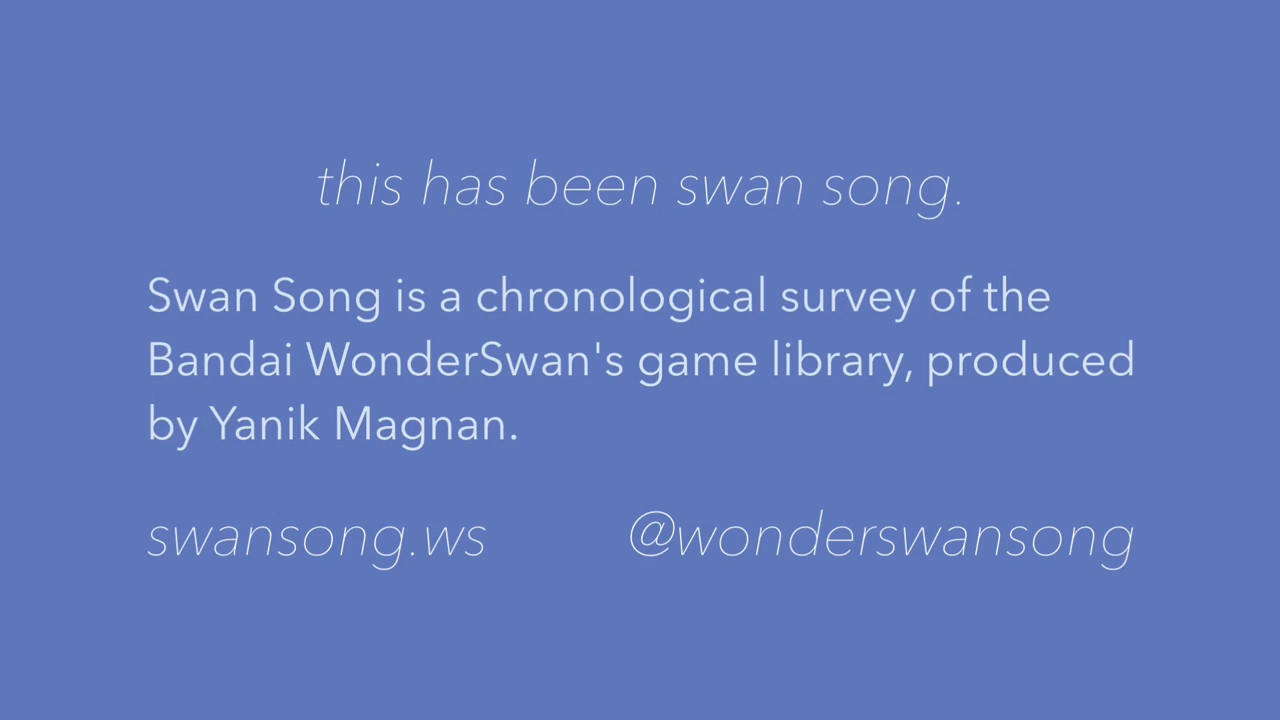 this has been swan song.
Swan Song is a chronological survey of the
Bandai WonderSwan's game library, produced
by Yanik Magnan.
swansong.ws
@wonderswansong